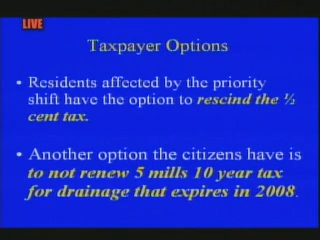 LIVE
Taxpayer Options
• Residents affected by the priority
shift have the option to rescind the ½
cent tax.
• Another option the citizens have is
to not renew 5 mills 10 year tax
for drainage that expires in 2008.